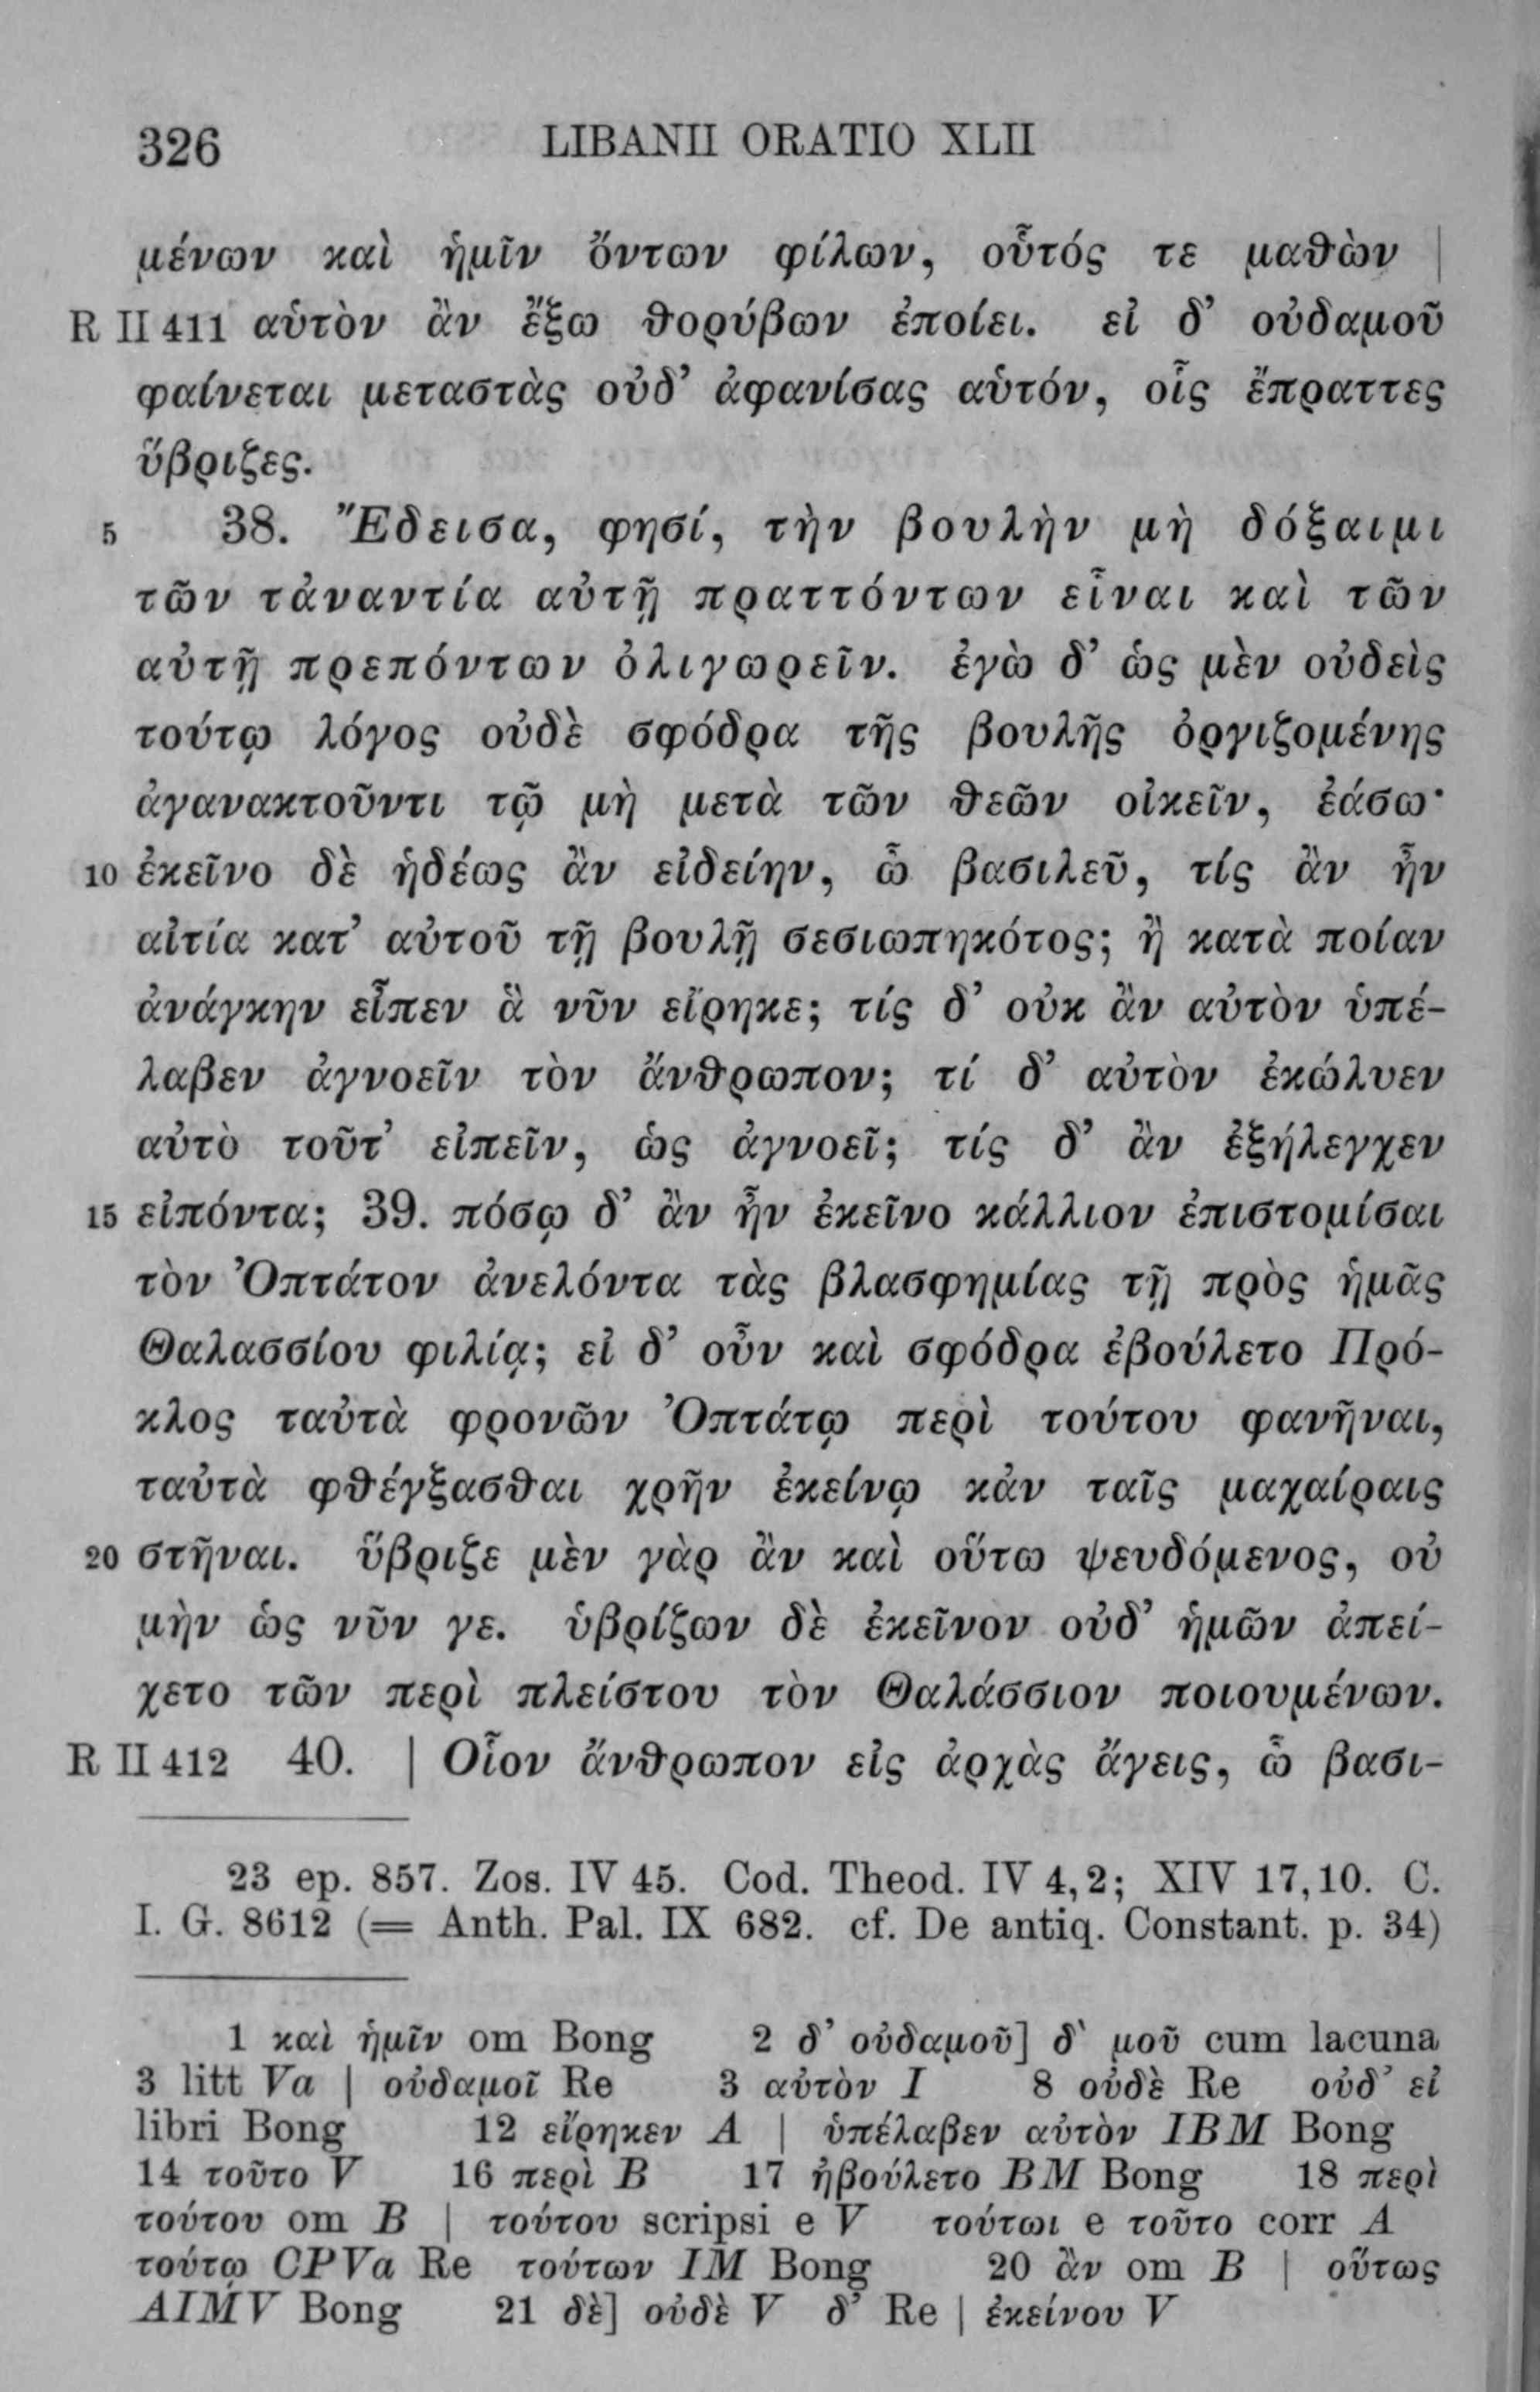 326 LIBANII ORATIO XLII
μένων καὶ ἡμῖν ὄντων φίλων, οὗτός τε μαθὼν |
R II 411 αὑτὸν ἂν ἔξω θορύβων ἐποίει. εἰ δ’ οὐδαμοῦ
φαίνεται μεταστὰς οὐδ’ ἀφανίσας αὑτόν, οἷς ἔπραττες
ὕβριζες.
5 38. Ἔδεισα, φησί, τὴν βουλὴν μὴ δόξαιμι
τῶν τἀναντία αὐτῇ πραττόντων εἶναι καὶ τῶν
αὐτῇ πρεπόντων ὀλιγωρεῖν. ἐγὼ δ’ ὡς μὲν οὐδεὶς
τούτῳ λόγος οὐδὲ σφόδρα τῆς βουλῆς ὀργιζομένης
ἀγανακτοῦντι τῷ μὴ μετὰ τῶν θεῶν οἰκεῖν, ἐάσω·
10 ἐκεῖνο δὲ ἡδέως ἂν εἰδείην, ὦ βασιλεῦ, τίς ἂν ἦν
αἰτία κατ’ αὐτοῦ τῇ βουλῇ σεσιωπηκότος; ἢ κατὰ ποίαν
ἀνάγκην εἶπεν ἃ νῦν εἴρηκε; τίς δ’ οὐκ ἂν αὐτὸν ὑπέ-
λαβεν ἀγνοεῖν τὸν ἄνθρωπον; τί δ’ αὐτὸν ἐκώλυεν
αὐτὸ τοῦτ’ εἰπεῖν, ὡς ἀγνοεῖ; τίς δ’ ἂν ἐξήλεγχεν
15 εἰπόντα; 39. πόσῳ δ’ ἂν ἦν ἐκεῖνο κάλλιον ἐπιστομίσαι
τὸν Ὀπτάτον ἀνελόντα τὰς βλασφημίας τῇ πρὸς ἡμᾶς
Θαλασσίου φιλίᾳ; εἰ δ’ οὖν καὶ σφόδρα ἐβούλετο Πρό-
κλος ταὐτὰ φρονῶν Ὀπτάτῳ περὶ τούτου φανῆναι,
ταὐτὰ φθέγξασθαι χρῆν ἐκείνῳ κἀν ταῖς μαχαίραις
20 στῆναι. ὕβριζε μὲν γὰρ ἂν καὶ οὕτω ψευδόμενος, οὐ
μὴν ὡς νῦν γε. ὑβρίζων δὲ ἐκεῖνον οὐδ’ ἡμῶν ἀπεί-
χετο τῶν περὶ πλείστου τὸν Θαλάσσιον ποιουμένων.
R II 412 40. | Οἷον ἄνθρωπον εἰς ἀρχὰς ἄγεις, ὦ βασι-
23 ep. 857. Zos. IV 45. Cod. Theod. IV 4,2; XIV 17,10. C.
I. G. 8612 (= Anth. Pal. IX 682. cf. De antiq. Constant. p. 34)
1 καὶ ἡμῖν om Bong 2 δ’ οὐδαμοῦ] δ‵ μοῦ cum lacuna
3 litt Va | οὐδαμοῖ Re 3 αὐτὸν I 8 οὐδὲ Re οὐδ’ εἰ
libri Bong 12 εἴρηκεν A | ὑπέλαβεν αὐτὸν IBM Bong
14 τοῦτο V 16 περὶ B 17 ἠβούλετο BM Bong 18 περὶ
τούτου om B | τούτου scripsi e V τούτωι e τοῦτο corr A
τούτῳ CPVa Re τούτων IM Bong 20 ἂν om B | οὕτως
AIMV Bong 21 δὲ] οὐδὲ V δ’ Re | ἐκείνου V